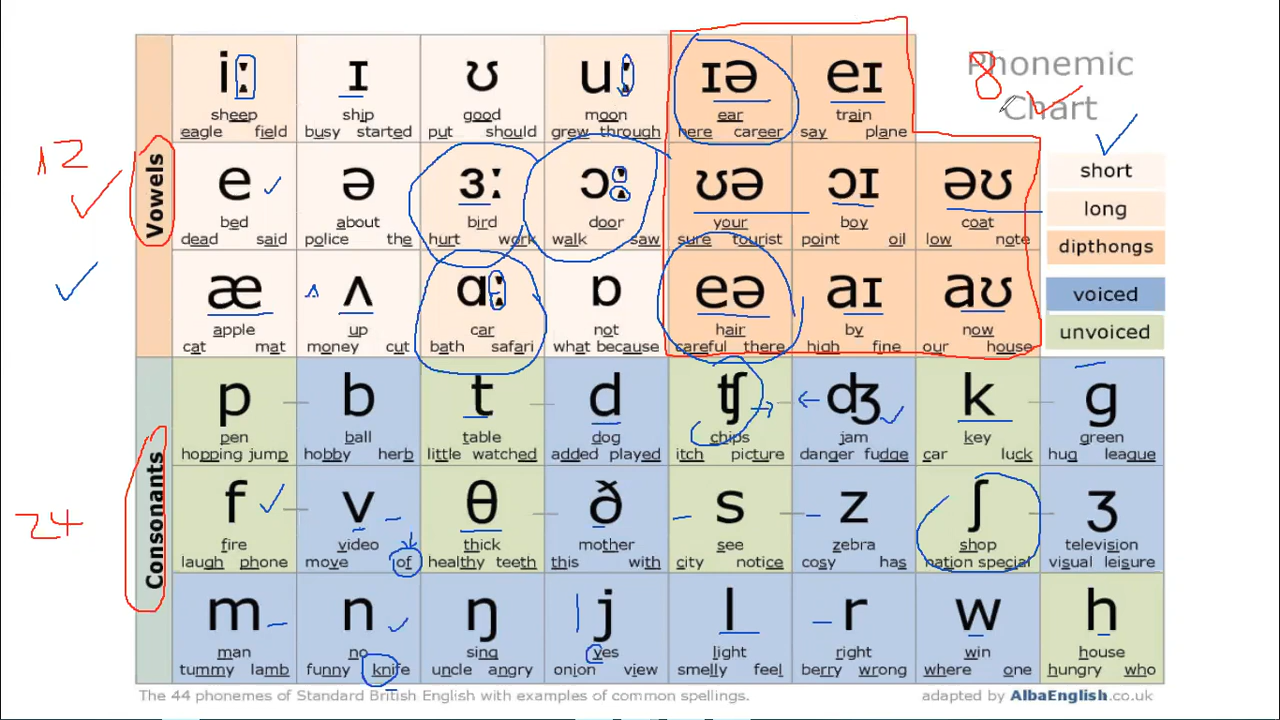 iː ɪ ʊ uː ɪə eɪ 8 Phonemic
sheep ship good moon ear train Chart
eagle field busy started put should grew through here career say plane
12 Vowels
e ə ɜː ɔː ʊə ɔɪ əʊ short
bed about bird door your boy coat long
dead said police the hurt work walk saw sure tourist point oil low note dipthongs
æ ʌ ɑː ɒ eə aɪ aʊ voiced
apple up car not hair by now unvoiced
cat mat money cut bath safari what because careful there high fine our house
p b t d ʧ ʤ k g
pen ball table dog chips jam key green
hopping jump hobby herb little watched added played itch picture danger fudge car luck hug league
24 Consonants
f v θ ð s z ʃ ʒ
fire video thick mother see zebra shop television
laugh phone move of healthy teeth this with city notice cosy has nation special visual leisure
m n ŋ j l r w h
man no sing yes light right win house
tummy lamb funny knife uncle angry onion view smelly feel berry wrong where one hungry who
The 44 phonemes of Standard British English with examples of common spellings. adapted by AlbaEnglish.co.uk